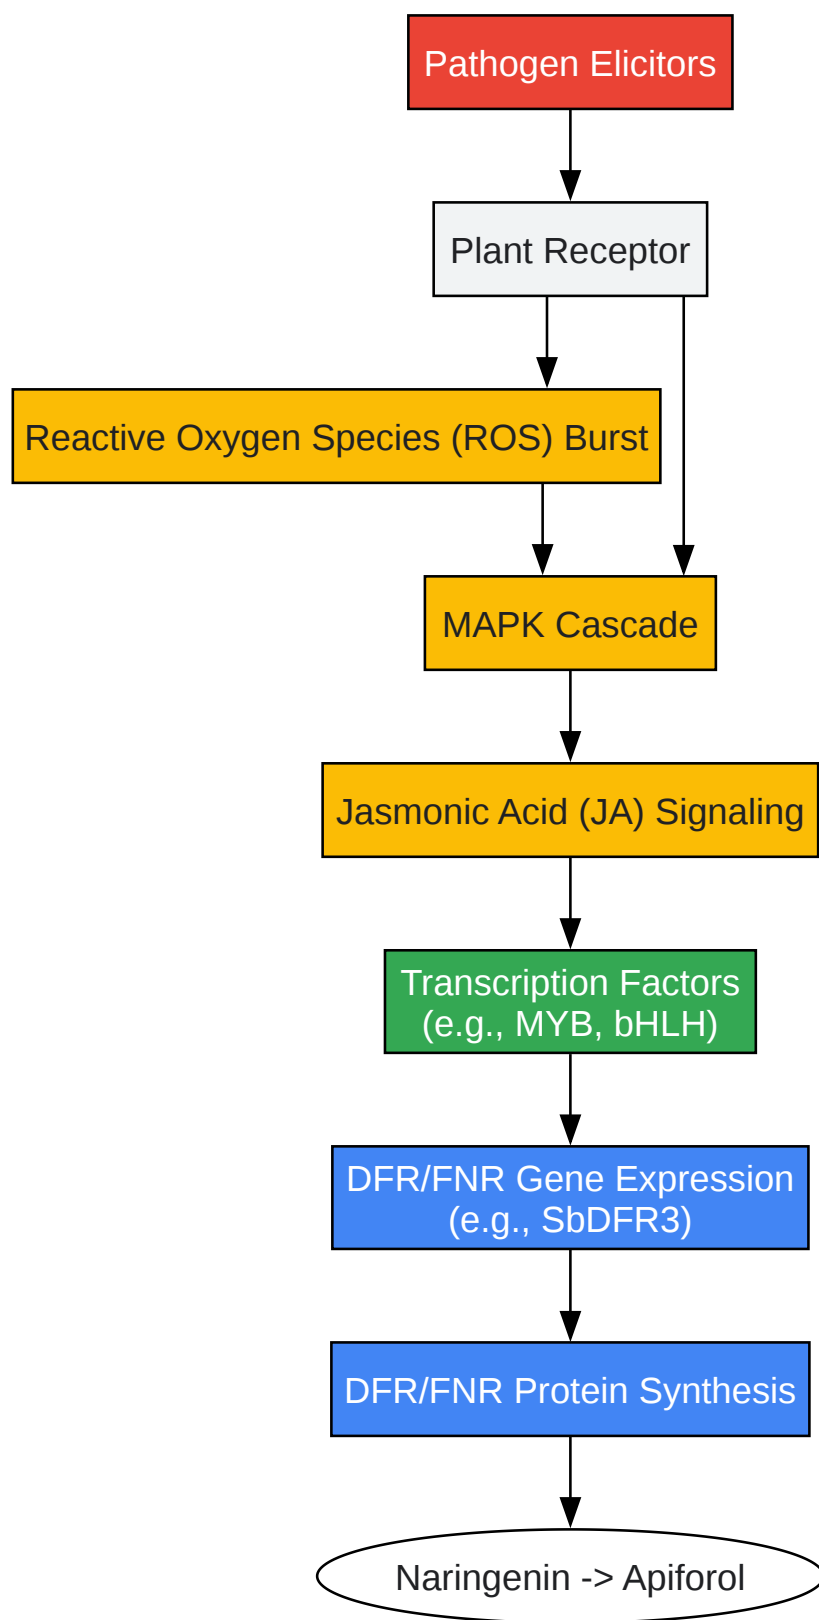 Pathogen Elicitors
Plant Receptor
Reactive Oxygen Species (ROS) Burst
MAPK Cascade
Jasmonic Acid (JA) Signaling
Transcription Factors
(e.g., MYB, bHLH)
DFR/FNR Gene Expression
(e.g., SbDFR3)
DFR/FNR Protein Synthesis
Naringenin -> Apiforol